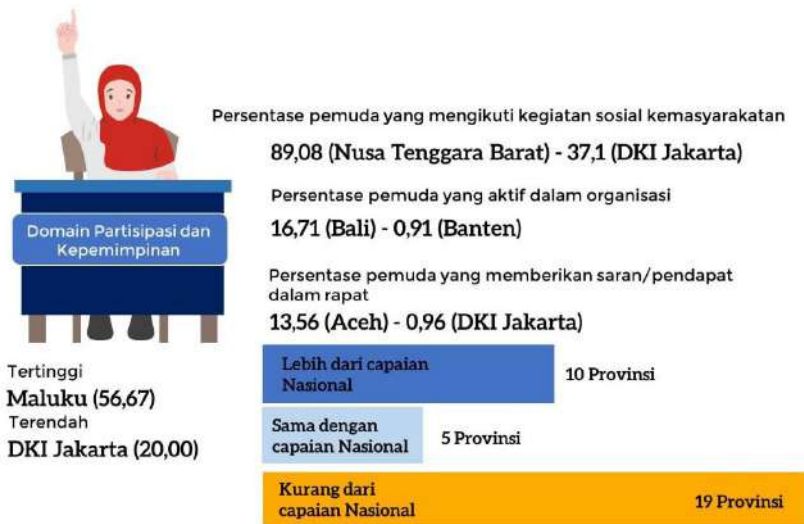 Persentase pemuda yang mengikuti kegiatan sosial kemasyarakatan
89,08 (Nusa Tenggara Barat) - 37,1 (DKI Jakarta)
Persentase pemuda yang aktif dalam organisasi
16,71 (Bali) - 0,91 (Banten)
Persentase pemuda yang memberikan saran/pendapat
dalam rapat
13,56 (Aceh) - 0,96 (DKI Jakarta)
Domain Partisipasi dan
Kepemimpinan
Tertinggi
Maluku (56,67)
Terendah
DKI Jakarta (20,00)
Lebih dari capaian
Nasional
10 Provinsi
Sama dengan
capaian Nasional
5 Provinsi
Kurang dari
capaian Nasional
19 Provinsi